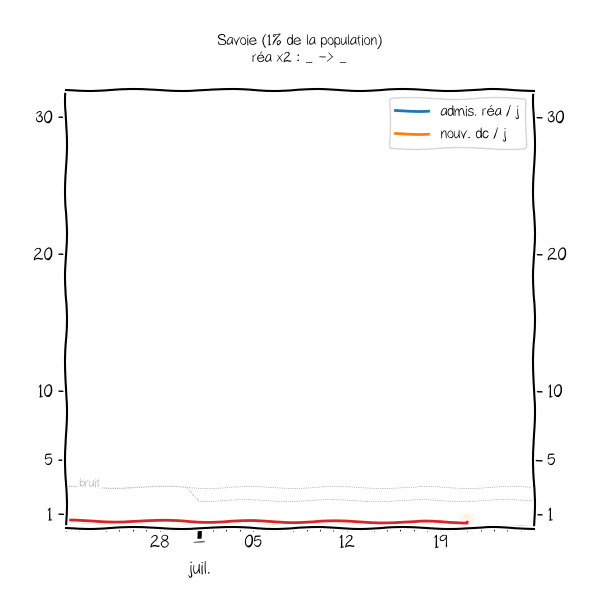 Savoie (1% de la population)
réa x2 : _ -> _
admis. réa / j
nouv. dc / j
30
30
20
20
10
10
5
5
bruit
1
1
28
05
12
19
juil.